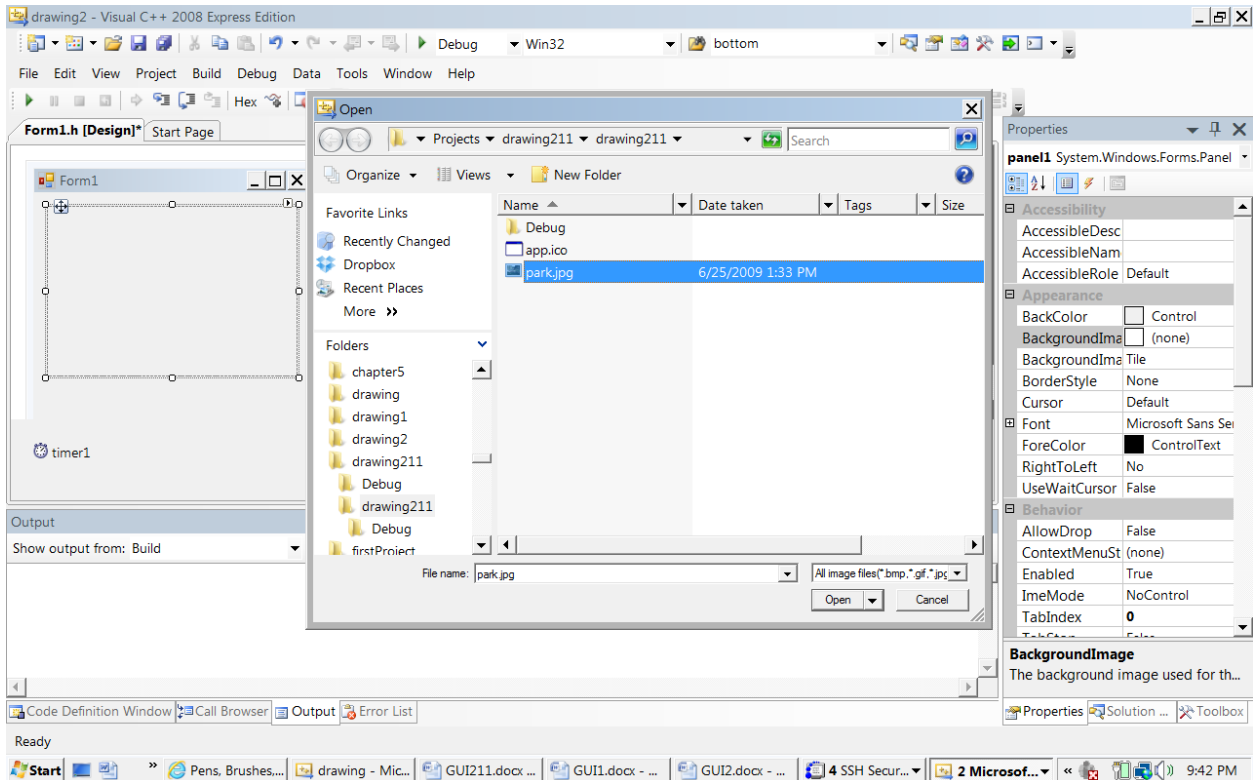 drawing2 - Visual C++ 2008 Express Edition
Debug Win32 bottom
File Edit View Project Build Debug Data Tools Window Help
Hex
Form1.h [Design]* Start Page
Form1
timer1
Open
Projects drawing211 drawing211 Search
Organize Views New Folder
Favorite Links
Recently Changed
Dropbox
Recent Places
More »
Folders
chapter5
drawing
drawing1
drawing2
drawing211
Debug
drawing211
Debug
firstProject
Name Date taken Tags Size
Debug
app.ico
park.jpg 6/25/2009 1:33 PM
File name: park.jpg All image files(*.bmp,*.gif,*.jpg
Open Cancel
Properties
panel1 System.Windows.Forms.Panel
Accessibility
AccessibleDesc
AccessibleNam
AccessibleRole Default
Appearance
BackColor Control
BackgroundIma (none)
BackgroundIma Tile
BorderStyle None
Cursor Default
Font Microsoft Sans Ser
ForeColor ControlText
RightToLeft No
UseWaitCursor False
Behavior
AllowDrop False
ContextMenuSt (none)
Enabled True
ImeMode NoControl
TabIndex 0
TabStop False
BackgroundImage
The background image used for th...
Properties Solution ... Toolbox
Output
Show output from: Build
Code Definition Window Call Browser Output Error List
Ready
Start » Pens, Brushes,... drawing - Mic... GUI211.docx ... GUI1.docx - ... GUI2.docx - ... 4 SSH Secur... 2 Microsof... « 9:42 PM